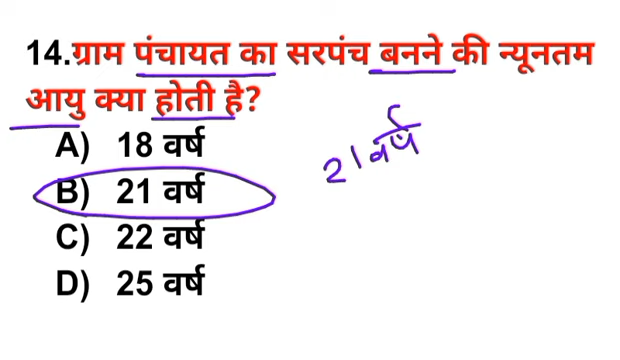 14.ग्राम पंचायत का सरपंच बनने की न्यूनतम
आयु क्या होती है?
A) 18 वर्ष
B) 21 वर्ष
C) 22 वर्ष
D) 25 वर्ष
21 वर्ष